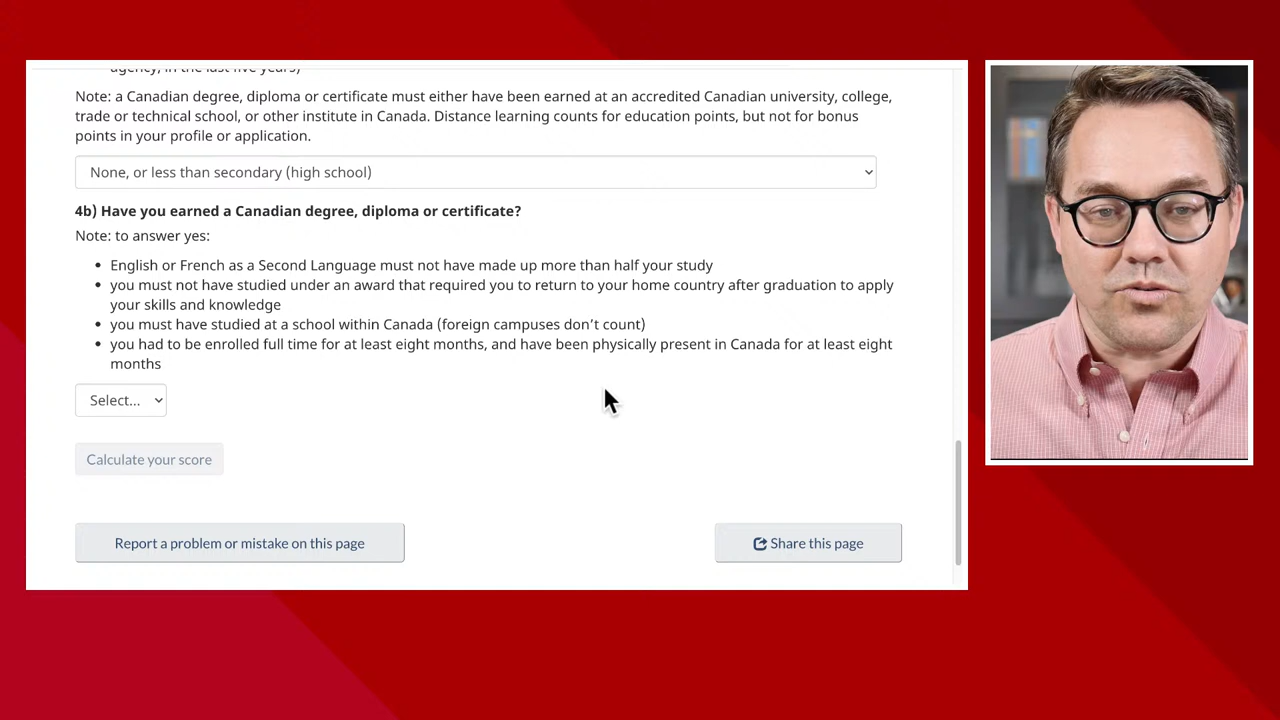 agency, in the last five years)
Note: a Canadian degree, diploma or certificate must either have been earned at an accredited Canadian university, college,
trade or technical school, or other institute in Canada. Distance learning counts for education points, but not for bonus
points in your profile or application.
None, or less than secondary (high school)
4b) Have you earned a Canadian degree, diploma or certificate?
Note: to answer yes:
• English or French as a Second Language must not have made up more than half your study
• you must not have studied under an award that required you to return to your home country after graduation to apply
your skills and knowledge
• you must have studied at a school within Canada (foreign campuses don’t count)
• you had to be enrolled full time for at least eight months, and have been physically present in Canada for at least eight
months
Select...
Calculate your score
Report a problem or mistake on this page
Share this page